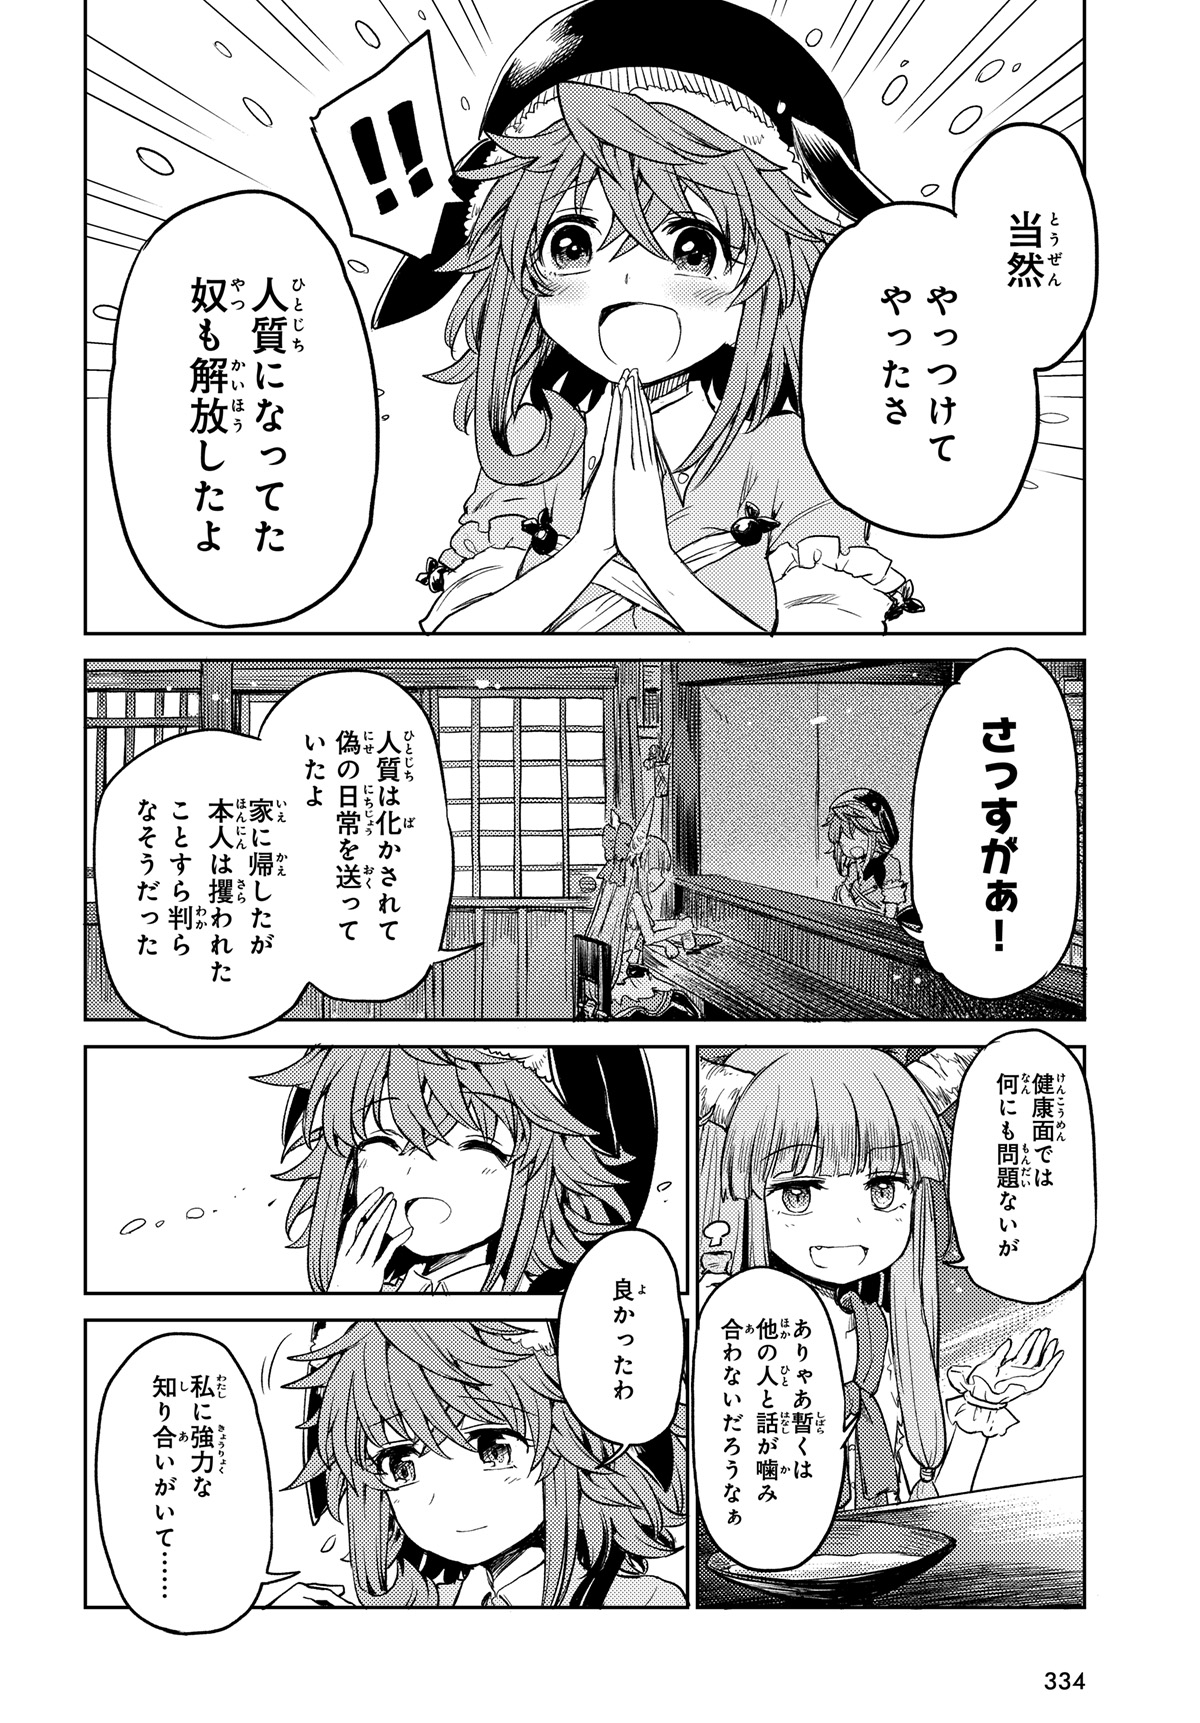 当然
やっつけて
やったさ
!!
人質になってた
奴も解放したよ
さっすがぁ!
人質は化かされて
偽の日常を送って
いたよ
家に帰したが
本人は攫われた
ことすら判ら
なそうだった
健康面では
何にも問題ないが
ありゃあ暫くは
他の人と話が噛み
合わないだろうなぁ
良かったわ
私に強力な
知り合いがいて……
334